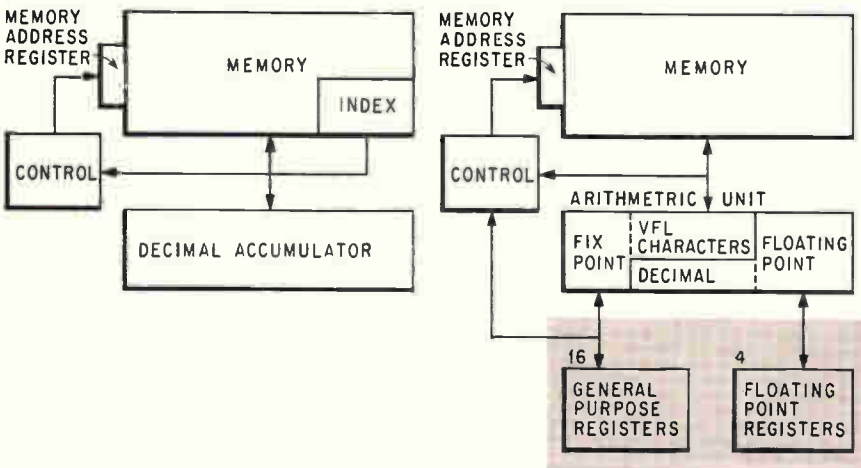 MEMORY
ADDRESS
REGISTER
MEMORY
INDEX
CONTROL
DECIMAL ACCUMULATOR
MEMORY
ADDRESS
REGISTER
MEMORY
CONTROL
ARITHMETRIC UNIT
FIX
POINT
VFL
CHARACTERS
DECIMAL
FLOATING
POINT
16
GENERAL
PURPOSE
REGISTERS
4
FLOATING
POINT
REGISTERS